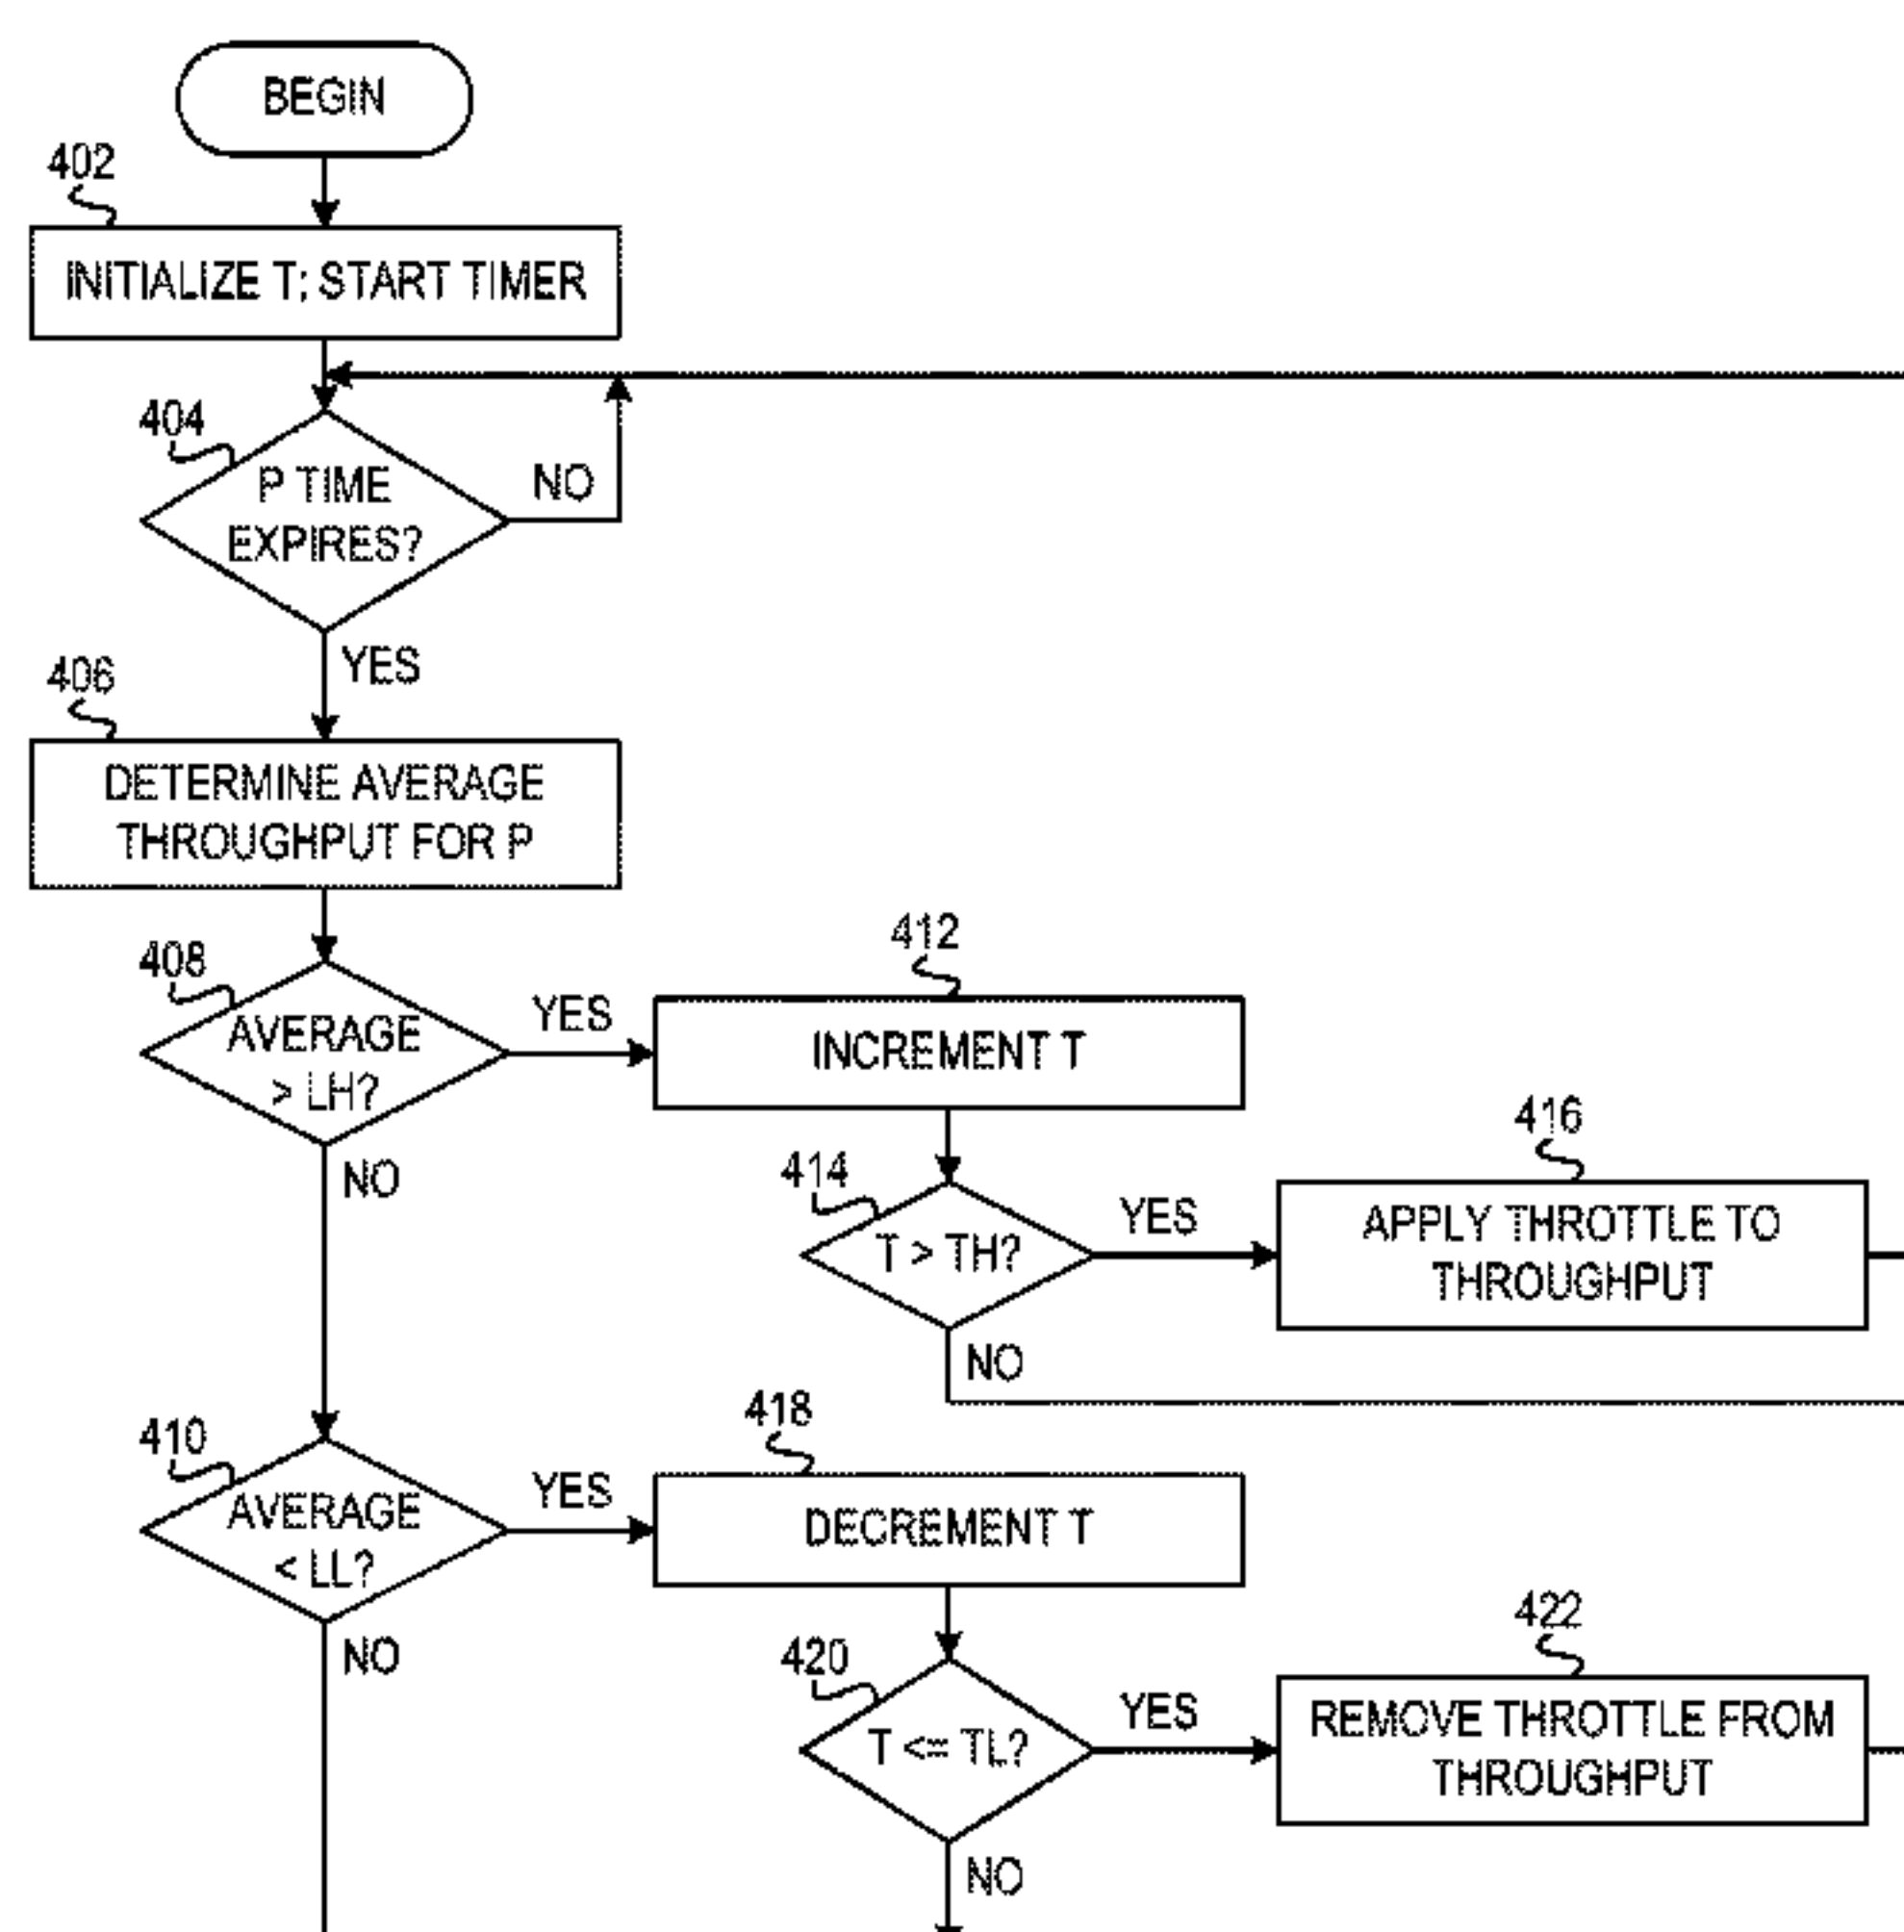 BEGIN
402
INITIALIZE T; START TIMER
404
P TIME
EXPIRES?
NO
YES
406
DETERMINE AVERAGE
THROUGHPUT FOR P
408
AVERAGE
> LH?
YES
NO
412
INCREMENT T
414
T > TH?
YES
NO
416
APPLY THROTTLE TO
THROUGHPUT
410
AVERAGE
< LL?
YES
NO
418
DECREMENT T
420
T <= TL?
YES
NO
422
REMOVE THROTTLE FROM
THROUGHPUT